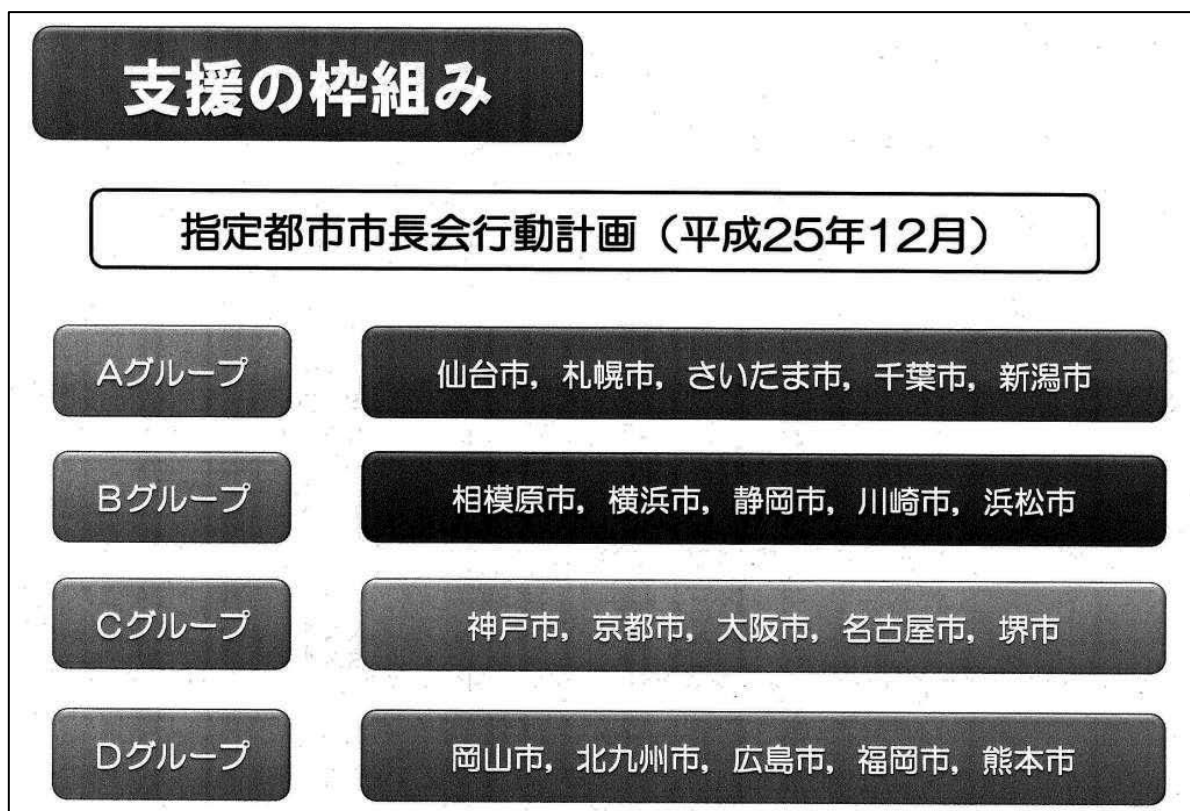 支援の枠組み
指定都市市長会行動計画（平成25年12月）
Aグループ
仙台市，札幌市，さいたま市，千葉市，新潟市
Bグループ
相模原市，横浜市，静岡市，川崎市，浜松市
Cグループ
神戸市，京都市，大阪市，名古屋市，堺市
Dグループ
岡山市，北九州市，広島市，福岡市，熊本市